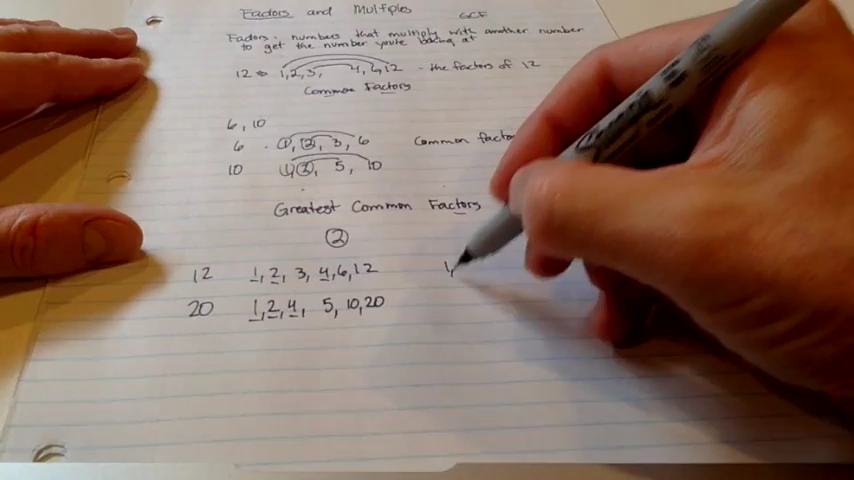 Factors and Multiples GCF
Factors: numbers that multiply with another number
to get the number you're looking at
12 ⇒ 1, 2, 3, 4, 6, 12 - the factors of 12
Common Factors
6, 10
6 · 1, 2, 3, 6 Common factors
10 1, 2, 5, 10
Greatest Common Factors
2
12 1, 2, 3, 4, 6, 12 1,
20 1, 2, 4, 5, 10, 20